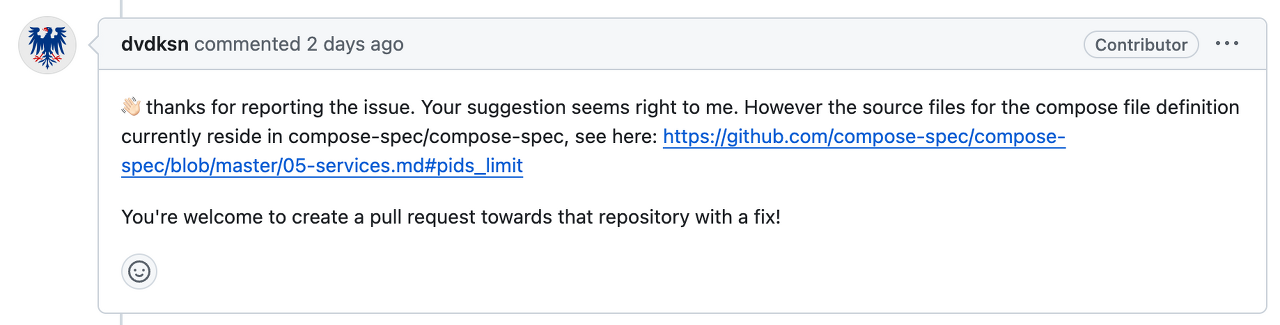 dvdksn commented 2 days ago
Contributor
👋🏻 thanks for reporting the issue. Your suggestion seems right to me. However the source files for the compose file definition
currently reside in compose-spec/compose-spec, see here: https://github.com/compose-spec/compose-
spec/blob/master/05-services.md#pids_limit
You're welcome to create a pull request towards that repository with a fix!